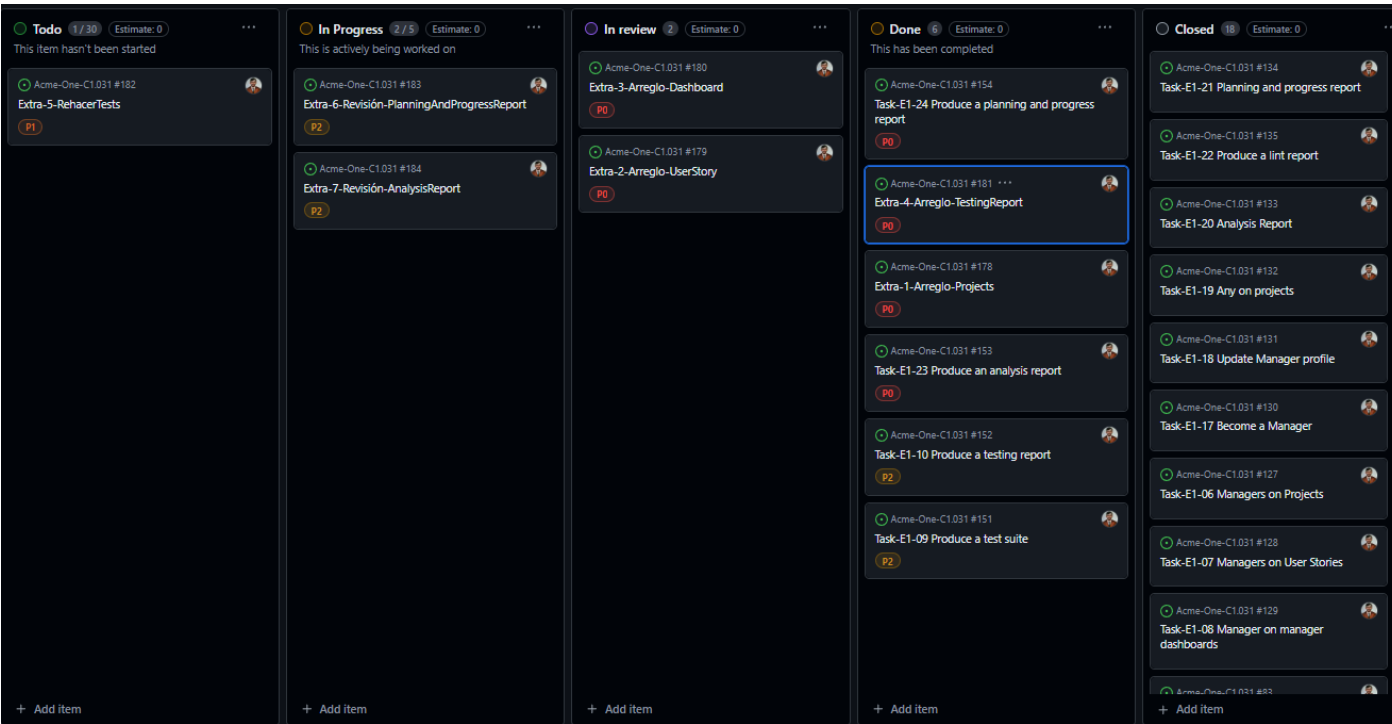 Todo 1 / 30 Estimate: 0 ···
This item hasn't been started
Acme-One-C1.031 #182
Extra-5-RehacerTests
P1
+ Add item
In Progress 2 / 5 Estimate: 0 ···
This is actively being worked on
Acme-One-C1.031 #183
Extra-6-Revisión-PlanningAndProgressReport
P2
Acme-One-C1.031 #184
Extra-7-Revisión-AnalysisReport
P2
+ Add item
In review 2 Estimate: 0 ···
Acme-One-C1.031 #180
Extra-3-Arreglo-Dashboard
P0
Acme-One-C1.031 #179
Extra-2-Arreglo-UserStory
P0
+ Add item
Done 6 Estimate: 0 ···
This has been completed
Acme-One-C1.031 #154
Task-E1-24 Produce a planning and progress
report
P0
Acme-One-C1.031 #181 ···
Extra-4-Arreglo-TestingReport
P0
Acme-One-C1.031 #178
Extra-1-Arreglo-Projects
P0
Acme-One-C1.031 #153
Task-E1-23 Produce an analysis report
P0
Acme-One-C1.031 #152
Task-E1-10 Produce a testing report
P2
Acme-One-C1.031 #151
Task-E1-09 Produce a test suite
P2
+ Add item
Closed 18 Estimate: 0
Acme-One-C1.031 #134
Task-E1-21 Planning and progress report
Acme-One-C1.031 #135
Task-E1-22 Produce a lint report
Acme-One-C1.031 #133
Task-E1-20 Analysis Report
Acme-One-C1.031 #132
Task-E1-19 Any on projects
Acme-One-C1.031 #131
Task-E1-18 Update Manager profile
Acme-One-C1.031 #130
Task-E1-17 Become a Manager
Acme-One-C1.031 #127
Task-E1-06 Managers on Projects
Acme-One-C1.031 #128
Task-E1-07 Managers on User Stories
Acme-One-C1.031 #129
Task-E1-08 Manager on manager
dashboards
Acme-One-C1.031 #83
+ Add item